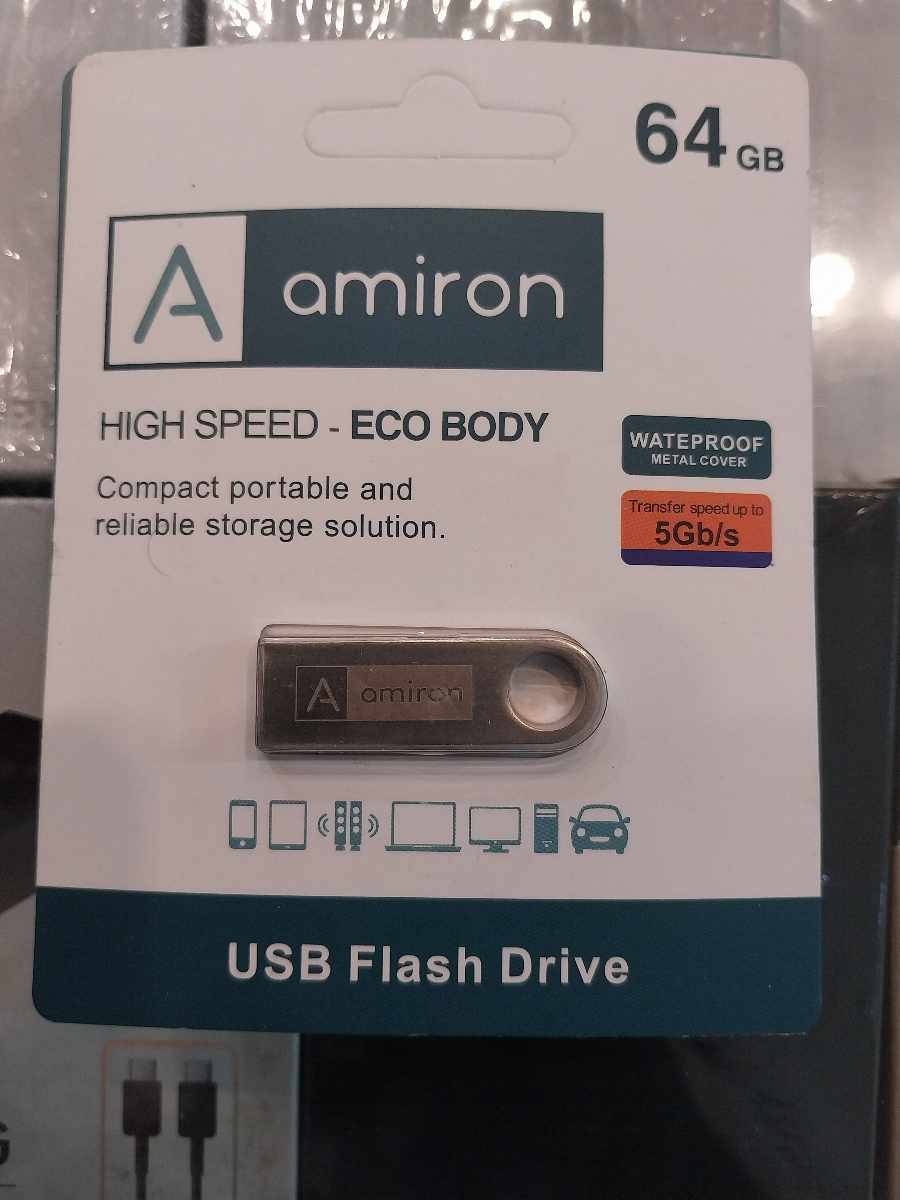 64 GB
A amiron
HIGH SPEED - ECO BODY
Compact portable and
reliable storage solution.
WATEPROOF
METAL COVER
Transfer speed up to
5Gb/s
A amiron
USB Flash Drive
G